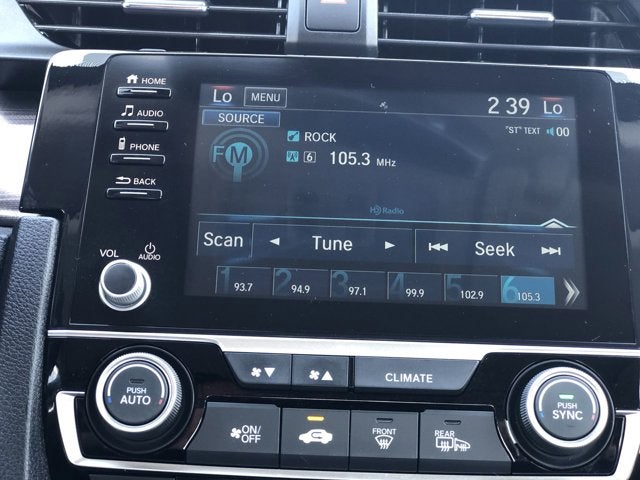 HOME
AUDIO
PHONE
BACK
VOL
AUDIO
Lo MENU 2 39 Lo
SOURCE
"ST" TEXT 00
ROCK
FM
6 105.3 MHz
HD Radio
Scan Tune Seek
1 93.7 2 94.9 3 97.1 4 99.9 5 102.9 6 105.3
PUSH AUTO
CLIMATE
PUSH SYNC
ON/OFF
FRONT
REAR